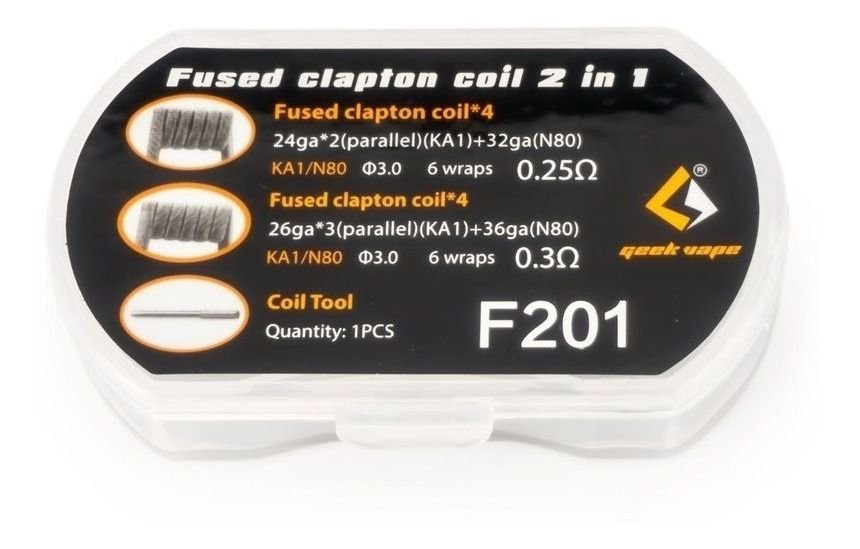 Fused clapton coil 2 in 1
Fused clapton coil*4
24ga*2(parallel)(KA1)+32ga(N80)
KA1/N80 Φ3.0 6 wraps 0.25Ω
Fused clapton coil*4
26ga*3(parallel)(KA1)+36ga(N80)
KA1/N80 Φ3.0 6 wraps 0.3Ω
®
geek vape
Coil Tool
Quantity: 1PCS
F201